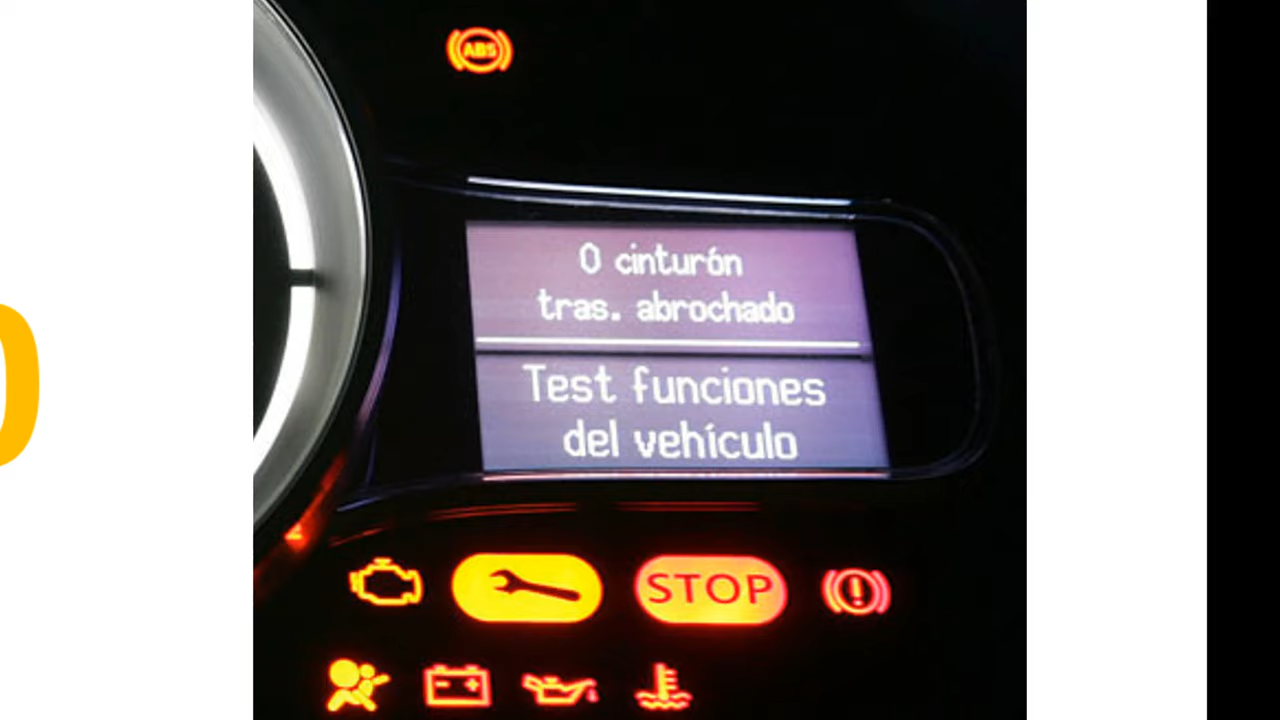 ABS
0 cinturón
tras. abrochado
Test funciones
del vehículo
STOP